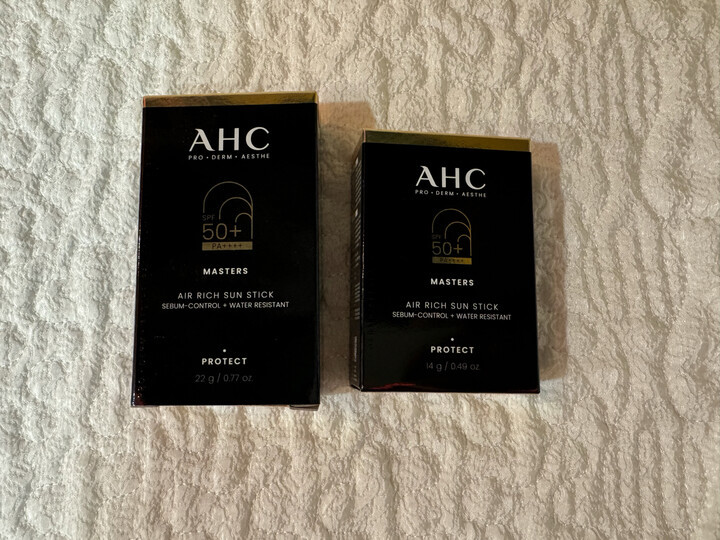 AHC
PRO • DERM • AESTHE
SPF
50+
PA++++
MASTERS
AIR RICH SUN STICK
SEBUM-CONTROL + WATER RESISTANT
PROTECT
22 g / 0.77 oz.
AHC
PRO • DERM • AESTHE
SPF
50+
PA++++
MASTERS
AIR RICH SUN STICK
SEBUM-CONTROL + WATER RESISTANT
PROTECT
14 g / 0.49 oz